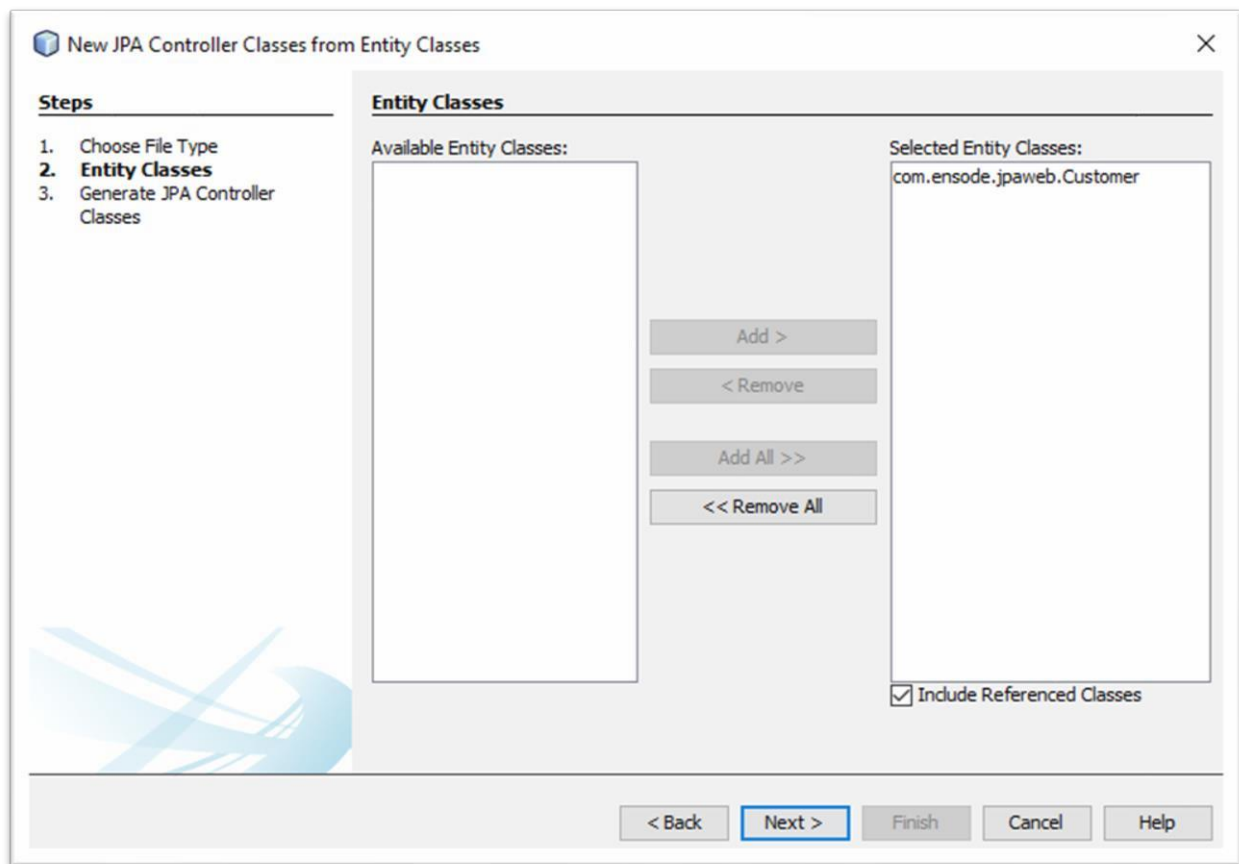 New JPA Controller Classes from Entity Classes
Steps
1. Choose File Type
2. Entity Classes
3. Generate JPA Controller
Classes
Entity Classes
Available Entity Classes:
Selected Entity Classes:
com.ensode.jpaweb.Customer
Add >
< Remove
Add All >>
<< Remove All
Include Referenced Classes
< Back
Next >
Finish
Cancel
Help